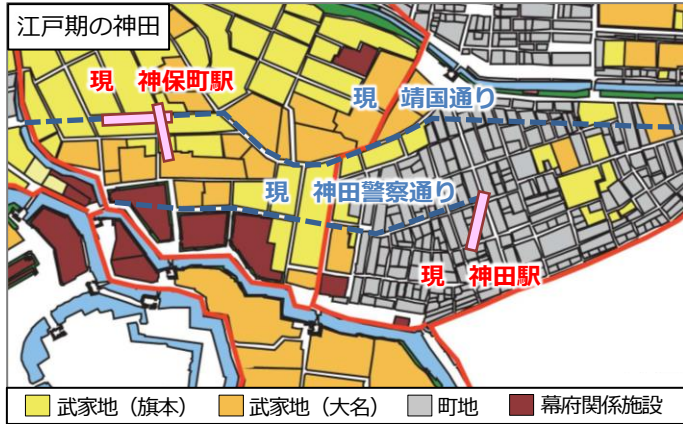 江戸期の神田
現　神保町駅
現　靖国通り
現　神田警察通り
現　神田駅
武家地（旗本）
武家地（大名）
町地
幕府関係施設